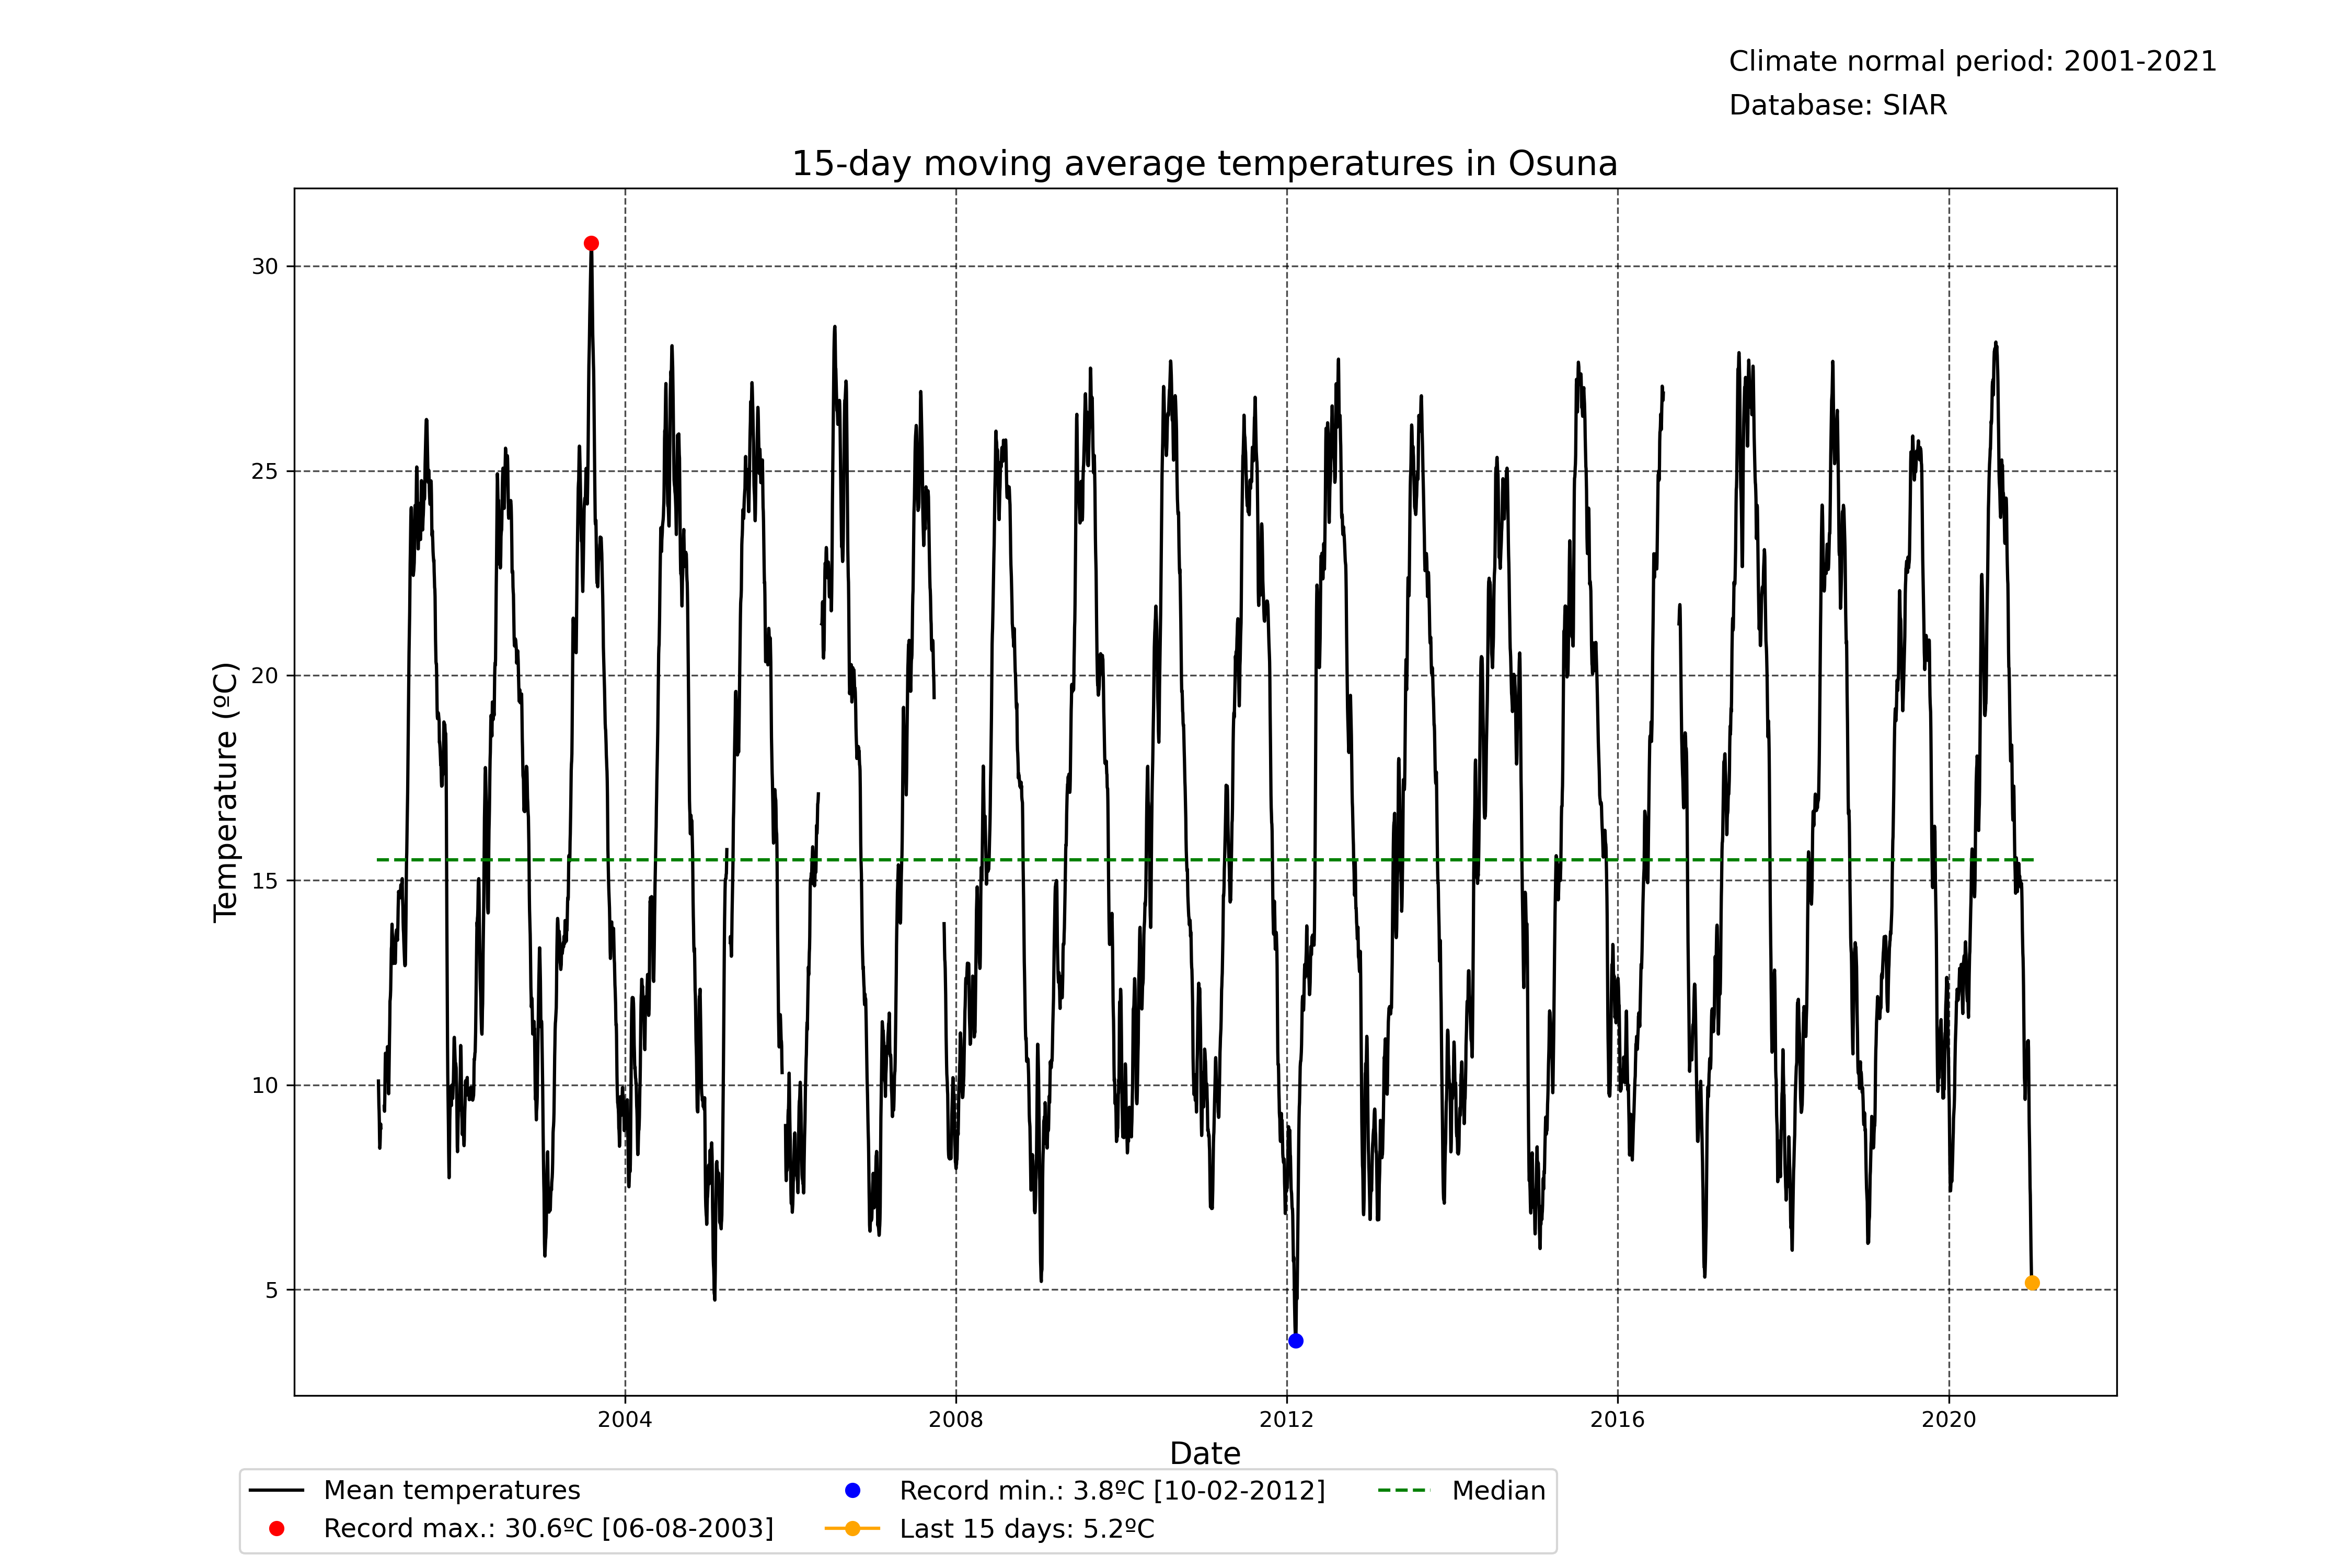 Climate normal period: 2001-2021
Database: SIAR
15-day moving average temperatures in Osuna
Temperature (ºC)
30
25
20
15
10
5
2004
2008
2012
2016
2020
Date
Mean temperatures
Record max.: 30.6ºC [06-08-2003]
Record min.: 3.8ºC [10-02-2012]
Last 15 days: 5.2ºC
Median